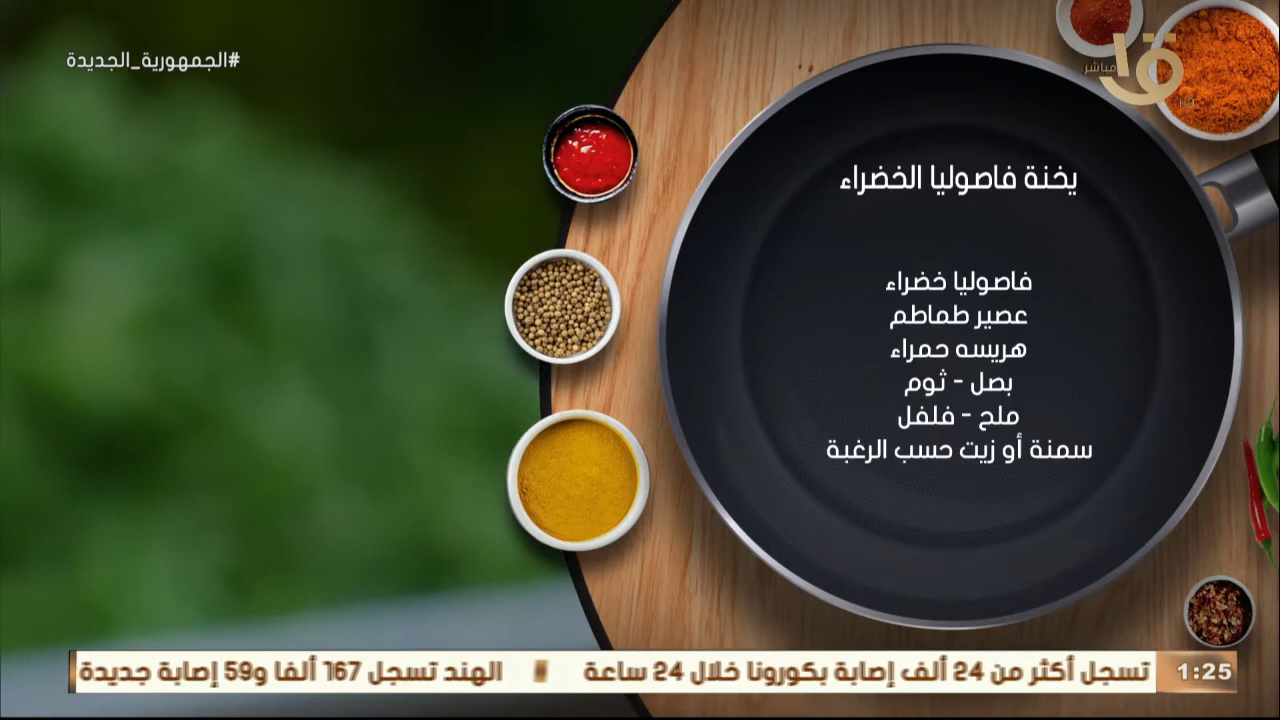 #الجمهورية_الجديدة
مباشر
HD
يخنة فاصوليا الخضراء
فاصوليا خضراء
عصير طماطم
هريسه حمراء
بصل - ثوم
ملح - فلفل
سمنة أو زيت حسب الرغبة
1:25
تسجل أكثر من 24 ألف إصابة بكورونا خلال 24 ساعة
الهند تسجل 167 ألفا و59 إصابة جديدة